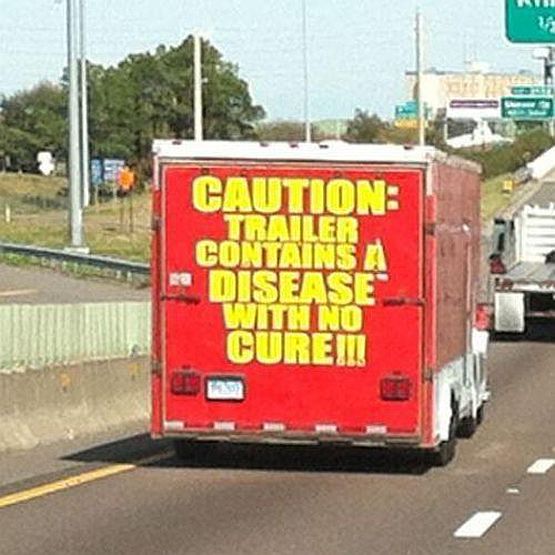 CAUTION:
TRAILER
CONTAINS A
DISEASE
WITH NO
CURE!!!